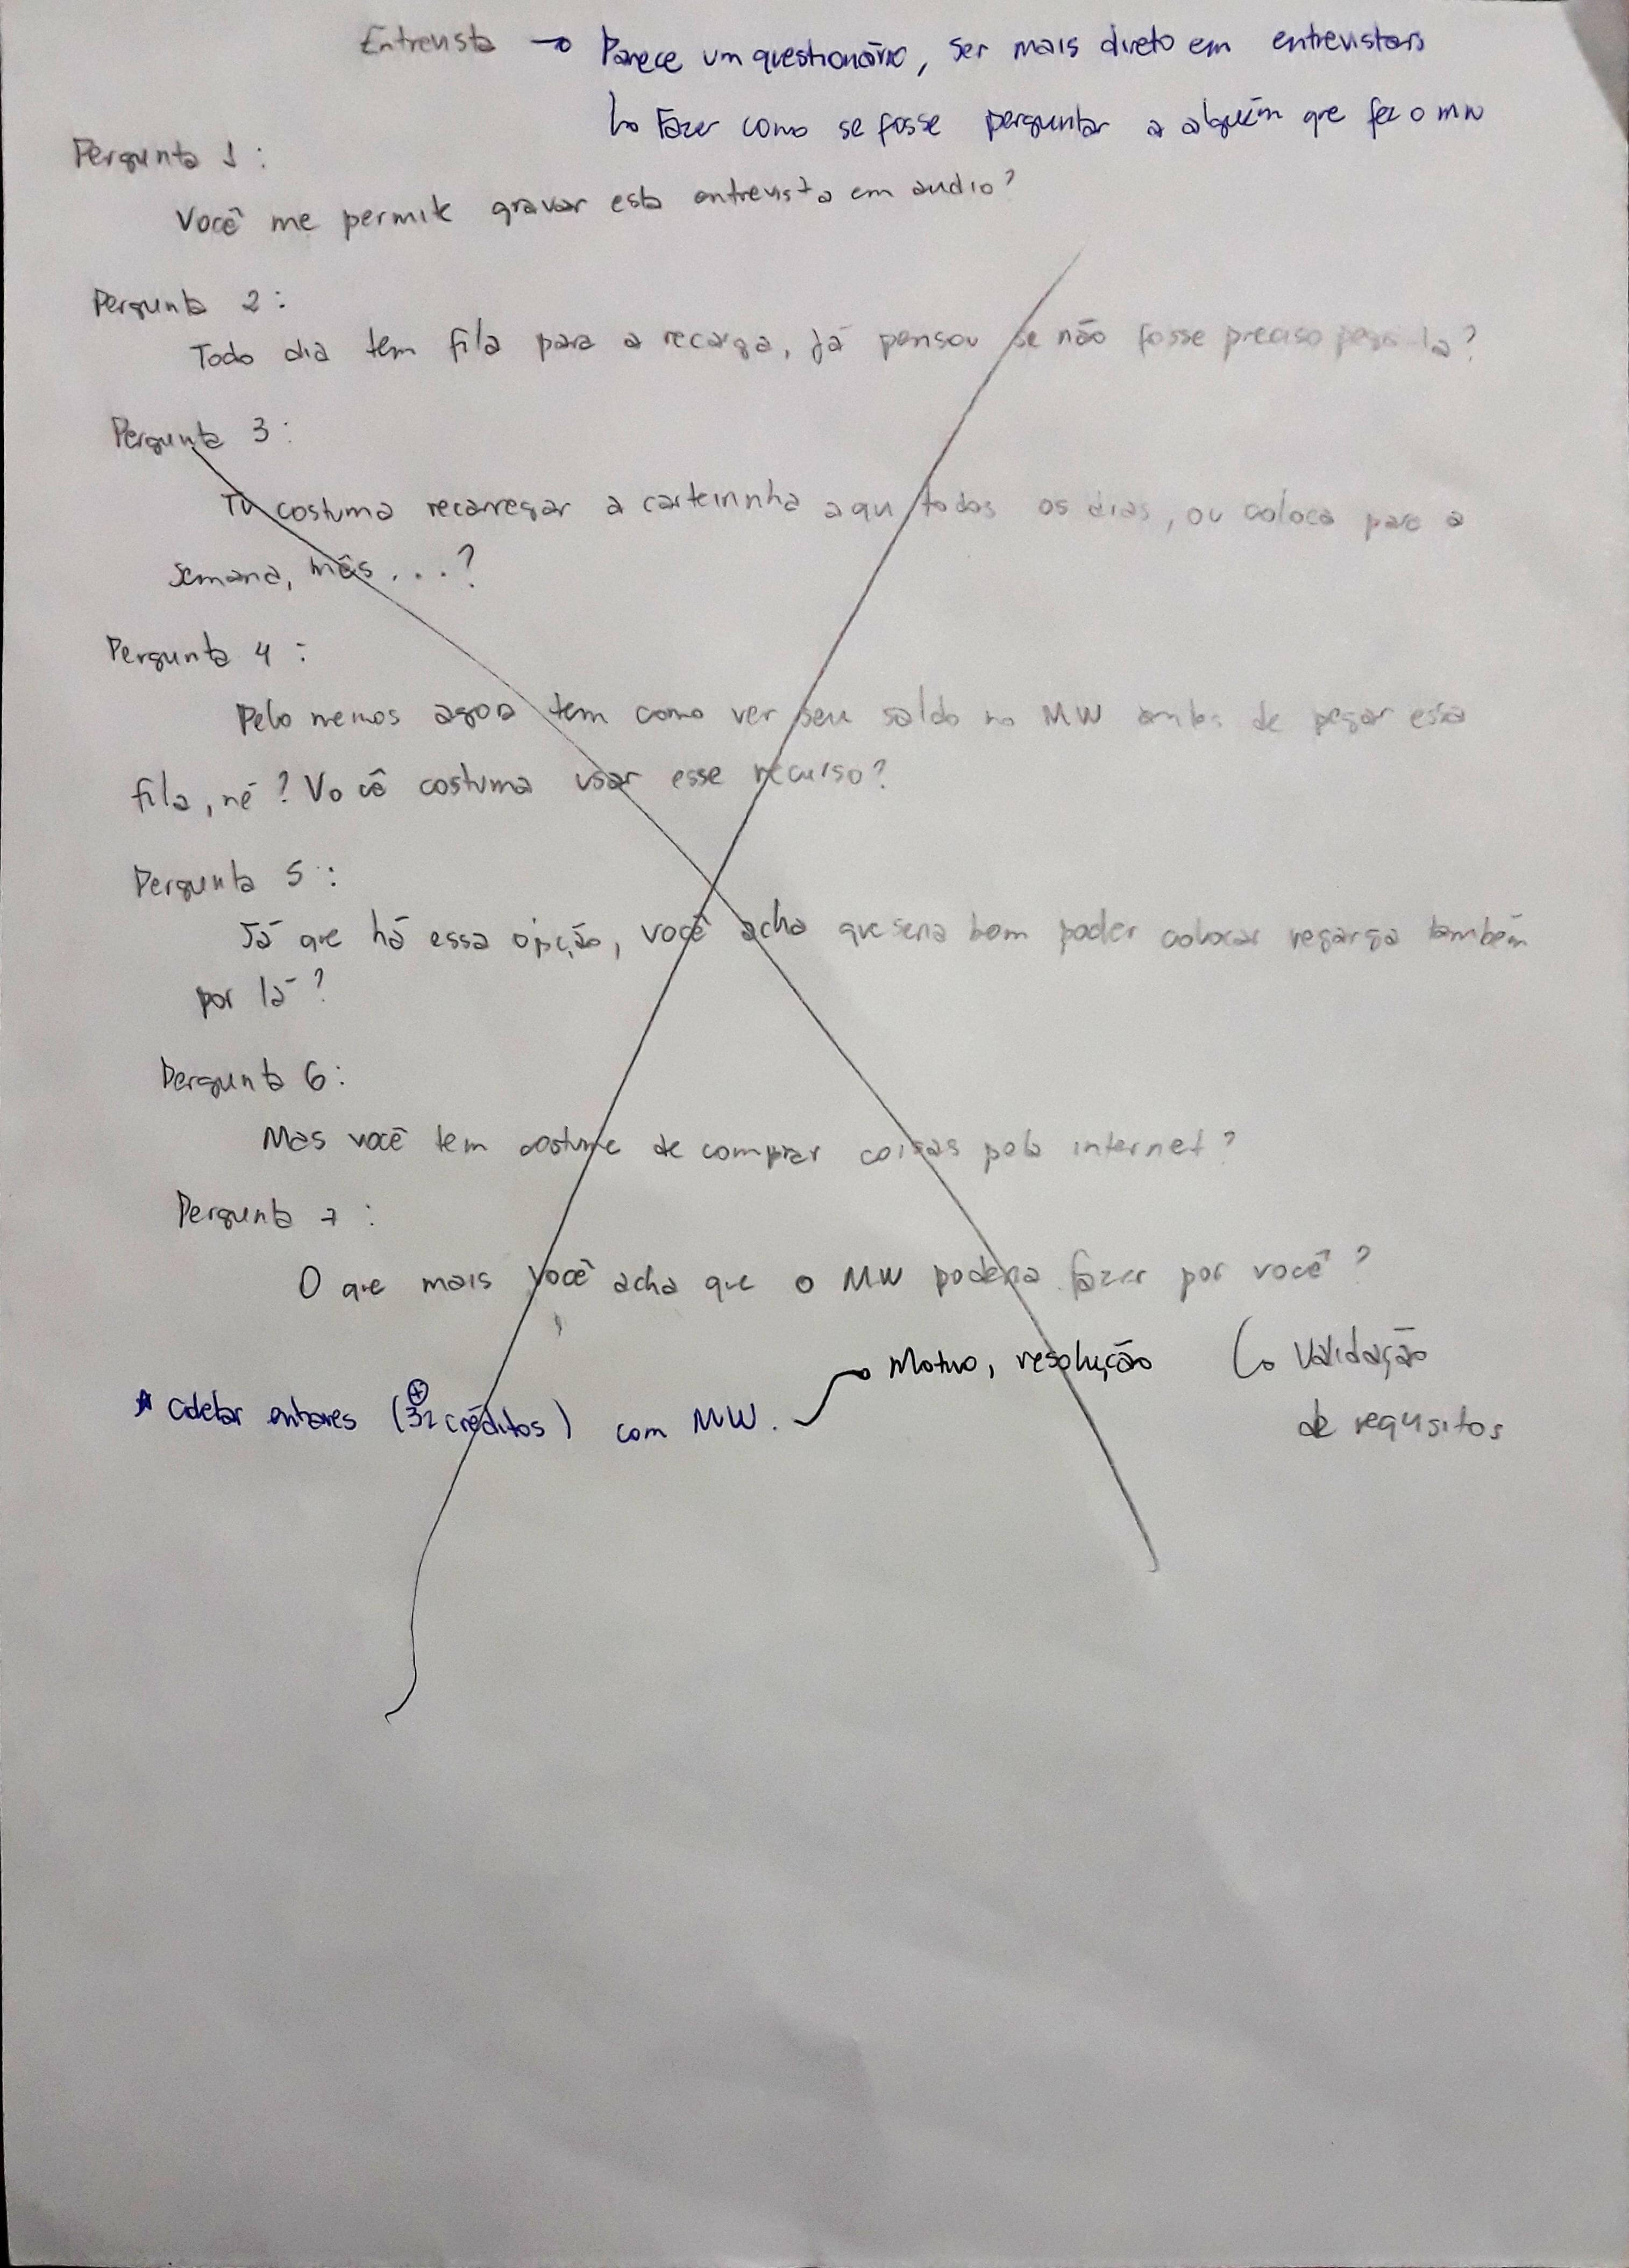 Entrevista → Parece um questionário, ser mais direto em entrevistars
↳ Fazer como se fosse perguntar a alguém que fez o MW
Pergunta 1 :
Você me permite gravar esta entrevista em audio?
Pergunta 2 :
Todo dia tem fila para a recarga, já pensou se não fosse preciso
Pergunta 3 :
Tu costuma recarregar a carteirinha aqui todos os dias, ou coloca para a
semana, mês . . . ?
Pergunta 4 :
Pelo menos agora tem como ver seu saldo no MW antes de pegar essa
fila, né ? Você costuma usar esse recurso?
Pergunta 5 :
Já que há essa opção, você acha que seria bom poder colocar regarga também
por lá ?
Pergunta 6 :
Mas você tem costume de comprar coisas pela internet ?
Pergunta 7 :
O que mais você acha que o MW poderia fazer por você ?
→ Motivo, resolução
↳ Validação
de requisitos
* (+32 créditos) com MW.